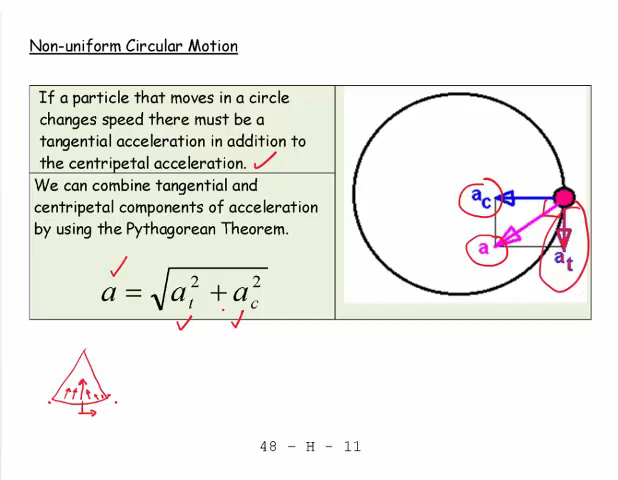 Non-uniform Circular Motion
If a particle that moves in a circle
changes speed there must be a
tangential acceleration in addition to
the centripetal acceleration.
We can combine tangential and
centripetal components of acceleration
by using the Pythagorean Theorem.
a = √(a_t² + a_c²)
a_c
a
a_t
48 - H - 11